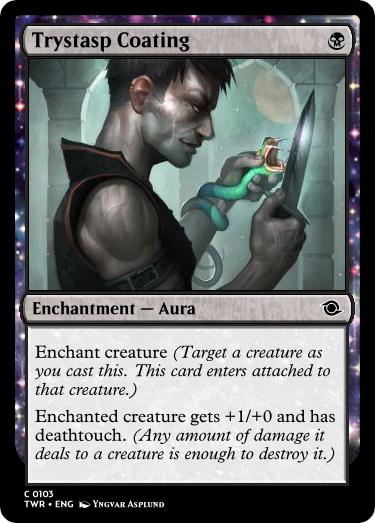 Trystasp Coating
Enchantment — Aura
Enchant creature (Target a creature as
you cast this. This card enters attached to
that creature.)
Enchanted creature gets +1/+0 and has
deathtouch. (Any amount of damage it
deals to a creature is enough to destroy it.)
C 0103
TWR • ENG Yngvar Asplund